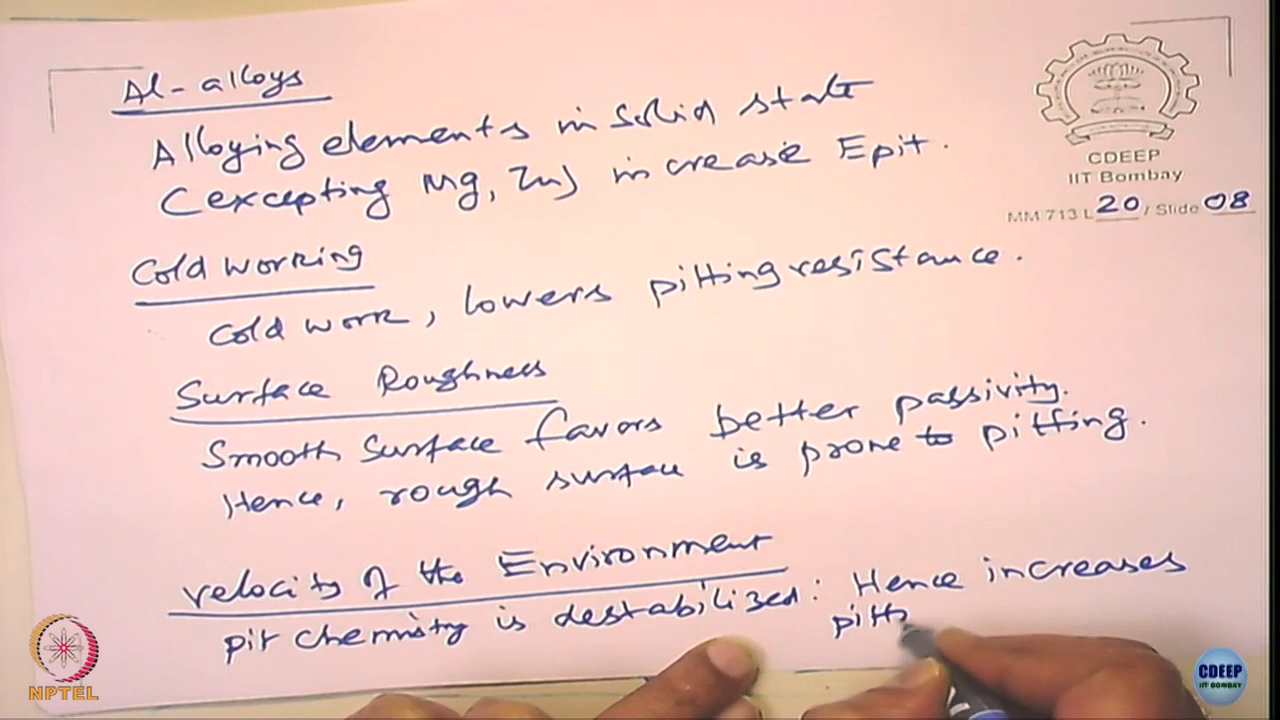 Al-alloys
Alloying elements in solid state
(excepting Mg, Zn) increase Epit.
Cold working
Cold work, lowers pitting resistance.
Surface Roughness
Smooth surface favors better passivity.
Hence, rough surface is prone to pitting.
velocity of the Environment
pit chemistry is destabilized: Hence increases
pitti
CDEEP
IIT Bombay
MM 713 L 20 / Slide 08
NPTEL
CDEEP
IIT BOMBAY